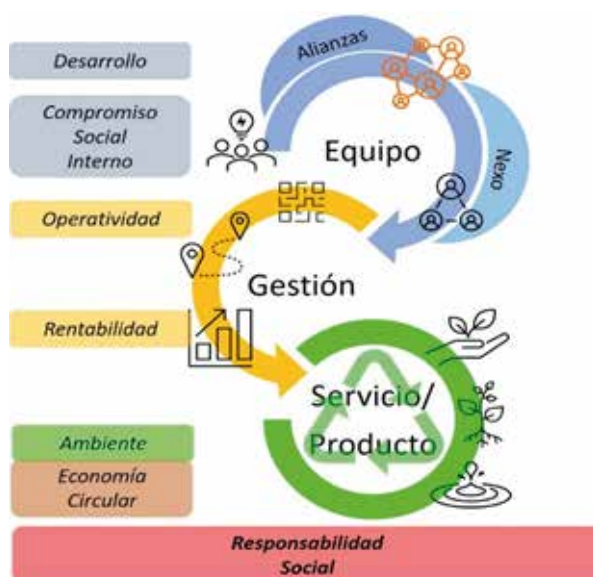 Desarrollo
Compromiso
Social
Interno
Operatividad
Rentabilidad
Ambiente
Economía
Circular
Alianzas
Equipo
Nexo
Gestión
Servicio/
Producto
Responsabilidad
Social